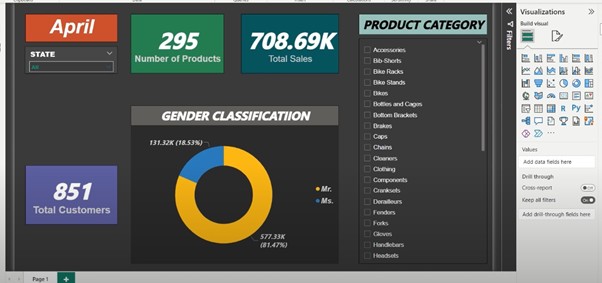 April
STATE
All
295
Number of Products
708.69K
Total Sales
PRODUCT CATEGORY
Accessories
Bib-Shorts
Bike Racks
Bike Stands
Bikes
Bottles and Cages
Bottom Brackets
Brakes
Caps
Chains
Cleaners
Clothing
Components
Cranksets
Derailleurs
Fenders
Forks
Gloves
Handlebars
Headsets
GENDER CLASSIFICATIION
131.32K (18.53%)
577.33K
(81.47%)
Mr.
Ms.
851
Total Customers
Filters
Visualizations
Build visual
Values
Add data fields here
Drill through
Cross-report
Off
Keep all filters
On
Add drill-through fields here
Page 1